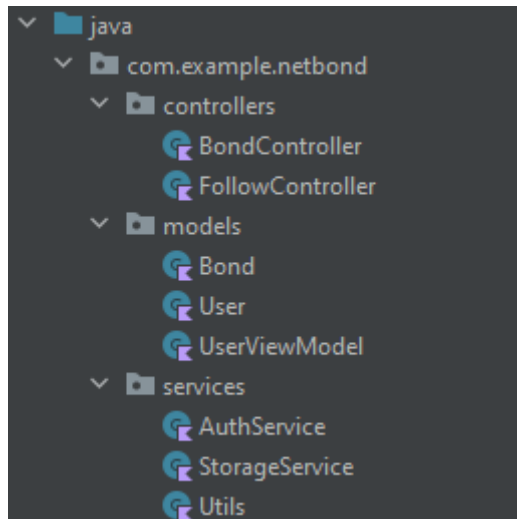 java
com.example.netbond
controllers
BondController
FollowController
models
Bond
User
UserViewModel
services
AuthService
StorageService
Utils